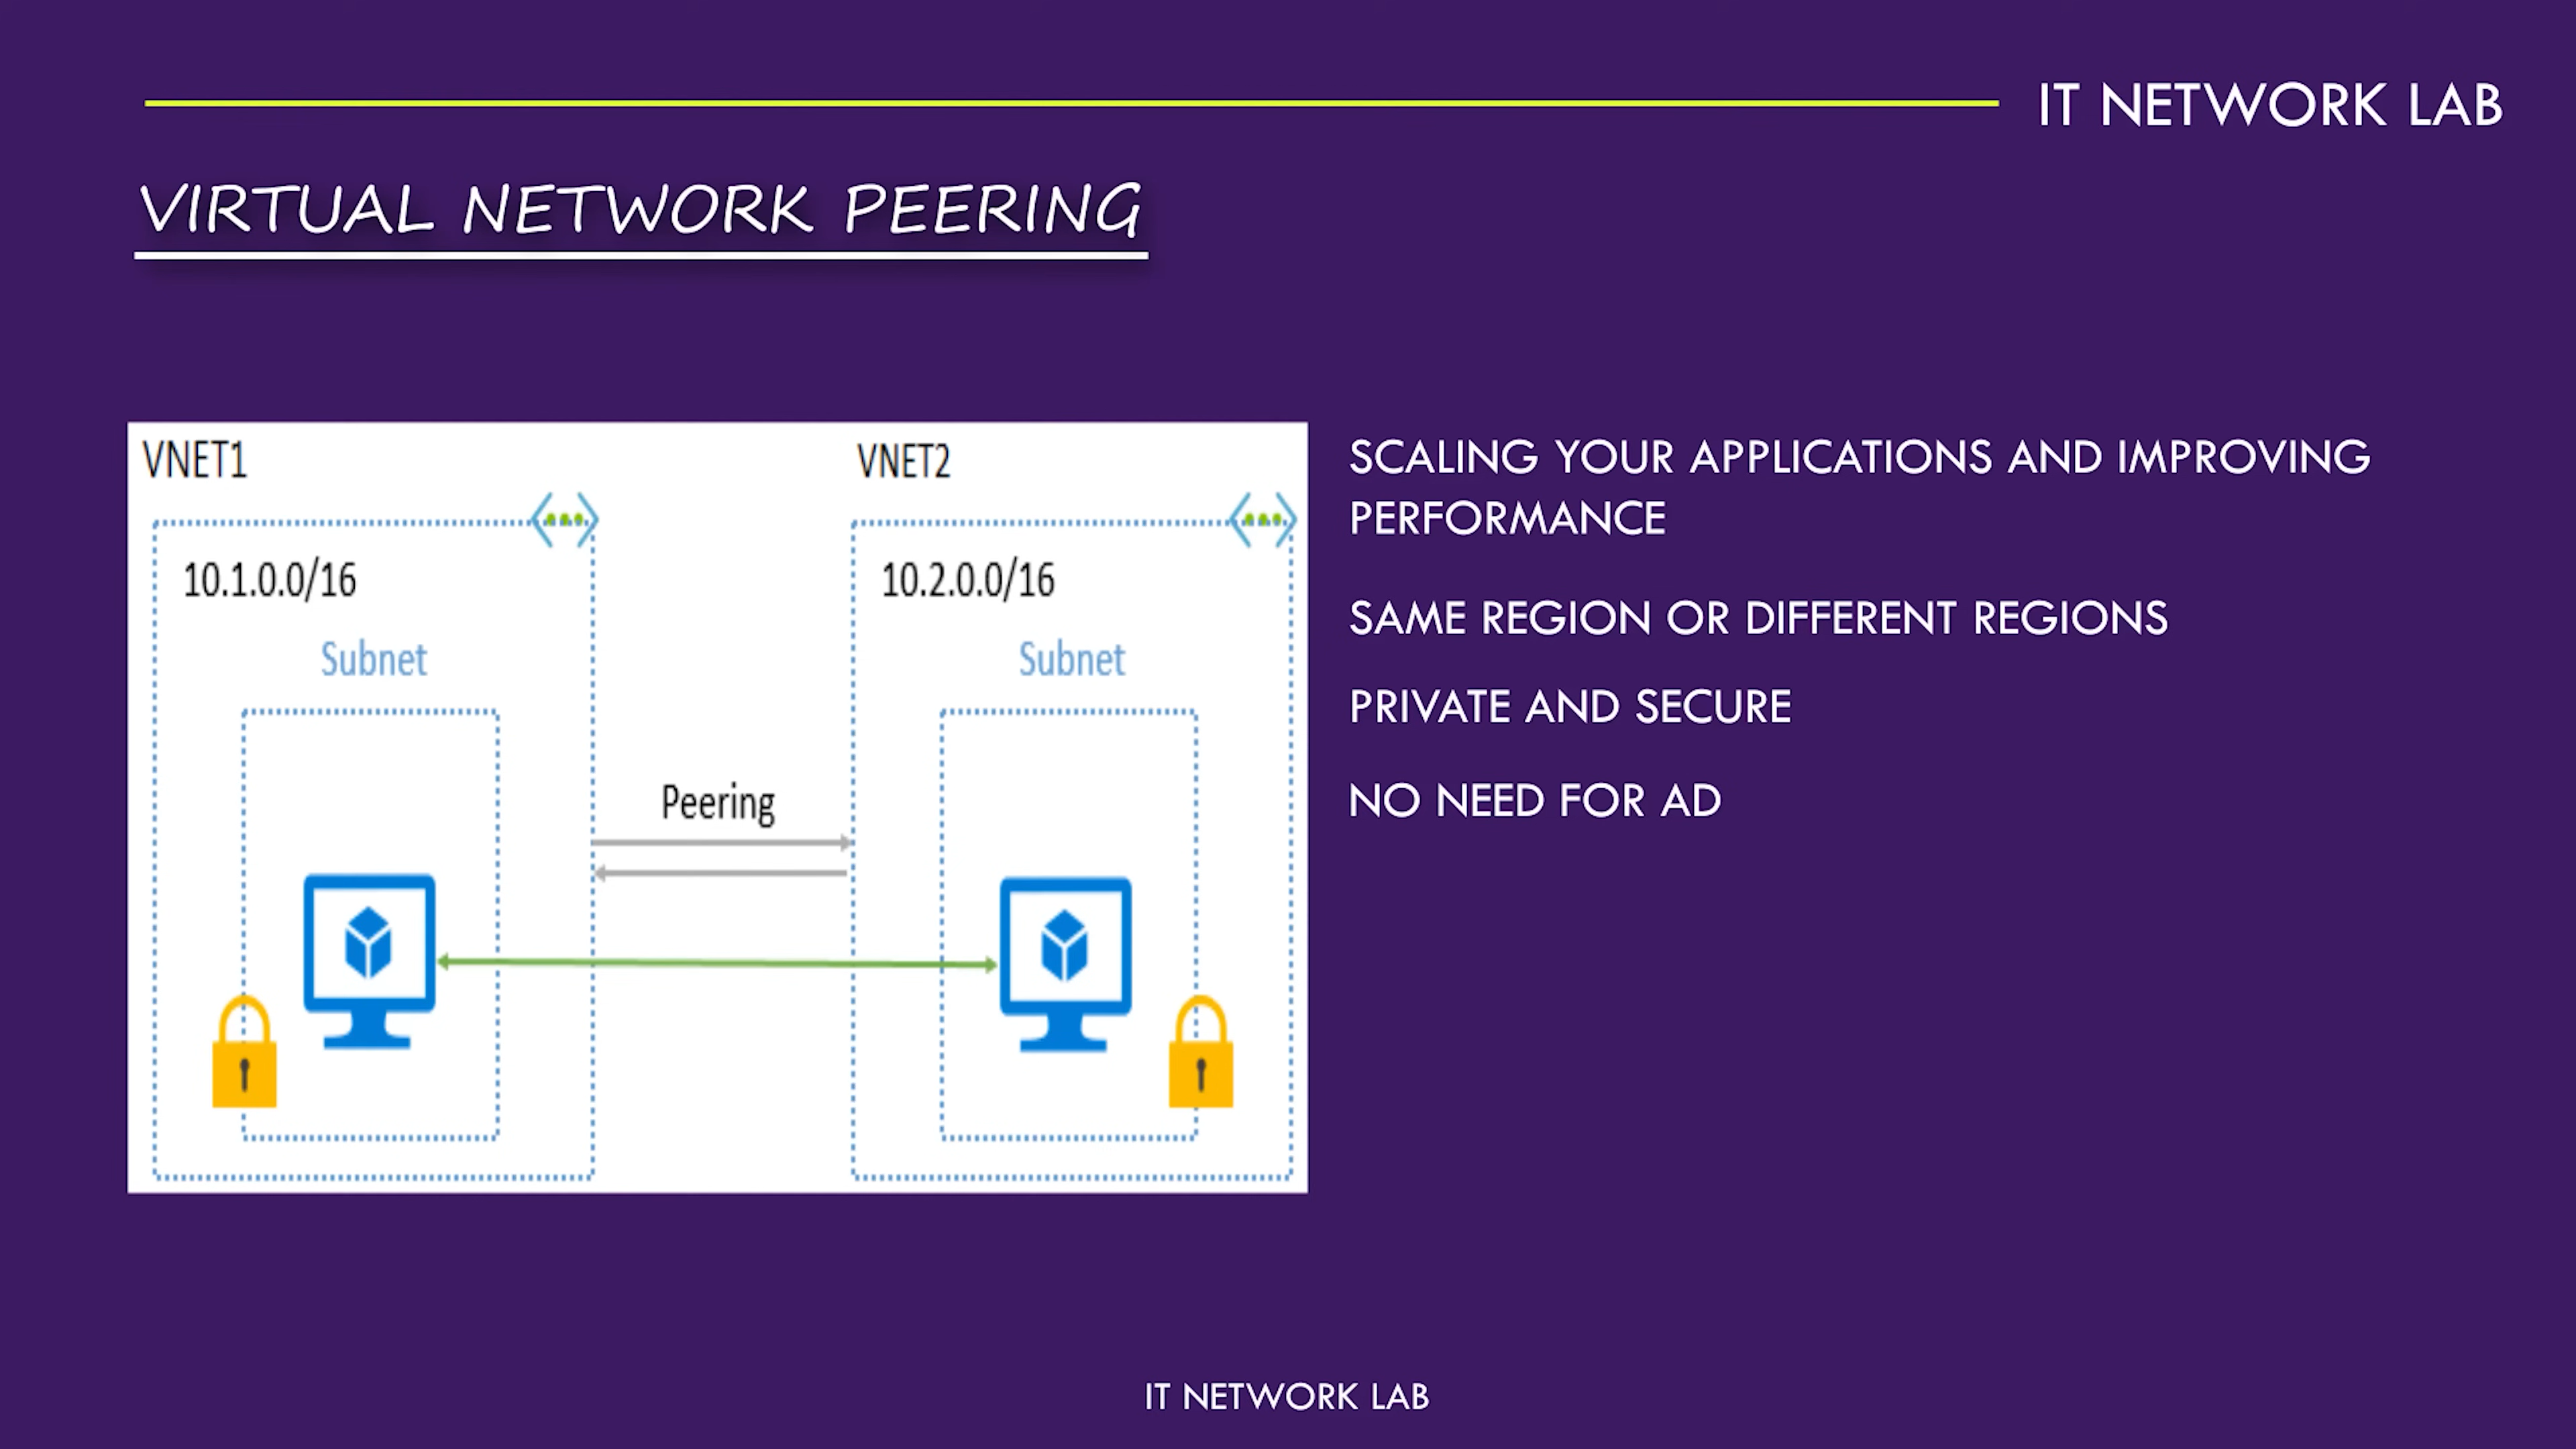 IT NETWORK LAB
VIRTUAL NETWORK PEERING
VNET1
VNET2
10.1.0.0/16
10.2.0.0/16
Subnet
Subnet
Peering
SCALING YOUR APPLICATIONS AND IMPROVING
PERFORMANCE
SAME REGION OR DIFFERENT REGIONS
PRIVATE AND SECURE
NO NEED FOR AD
IT NETWORK LAB